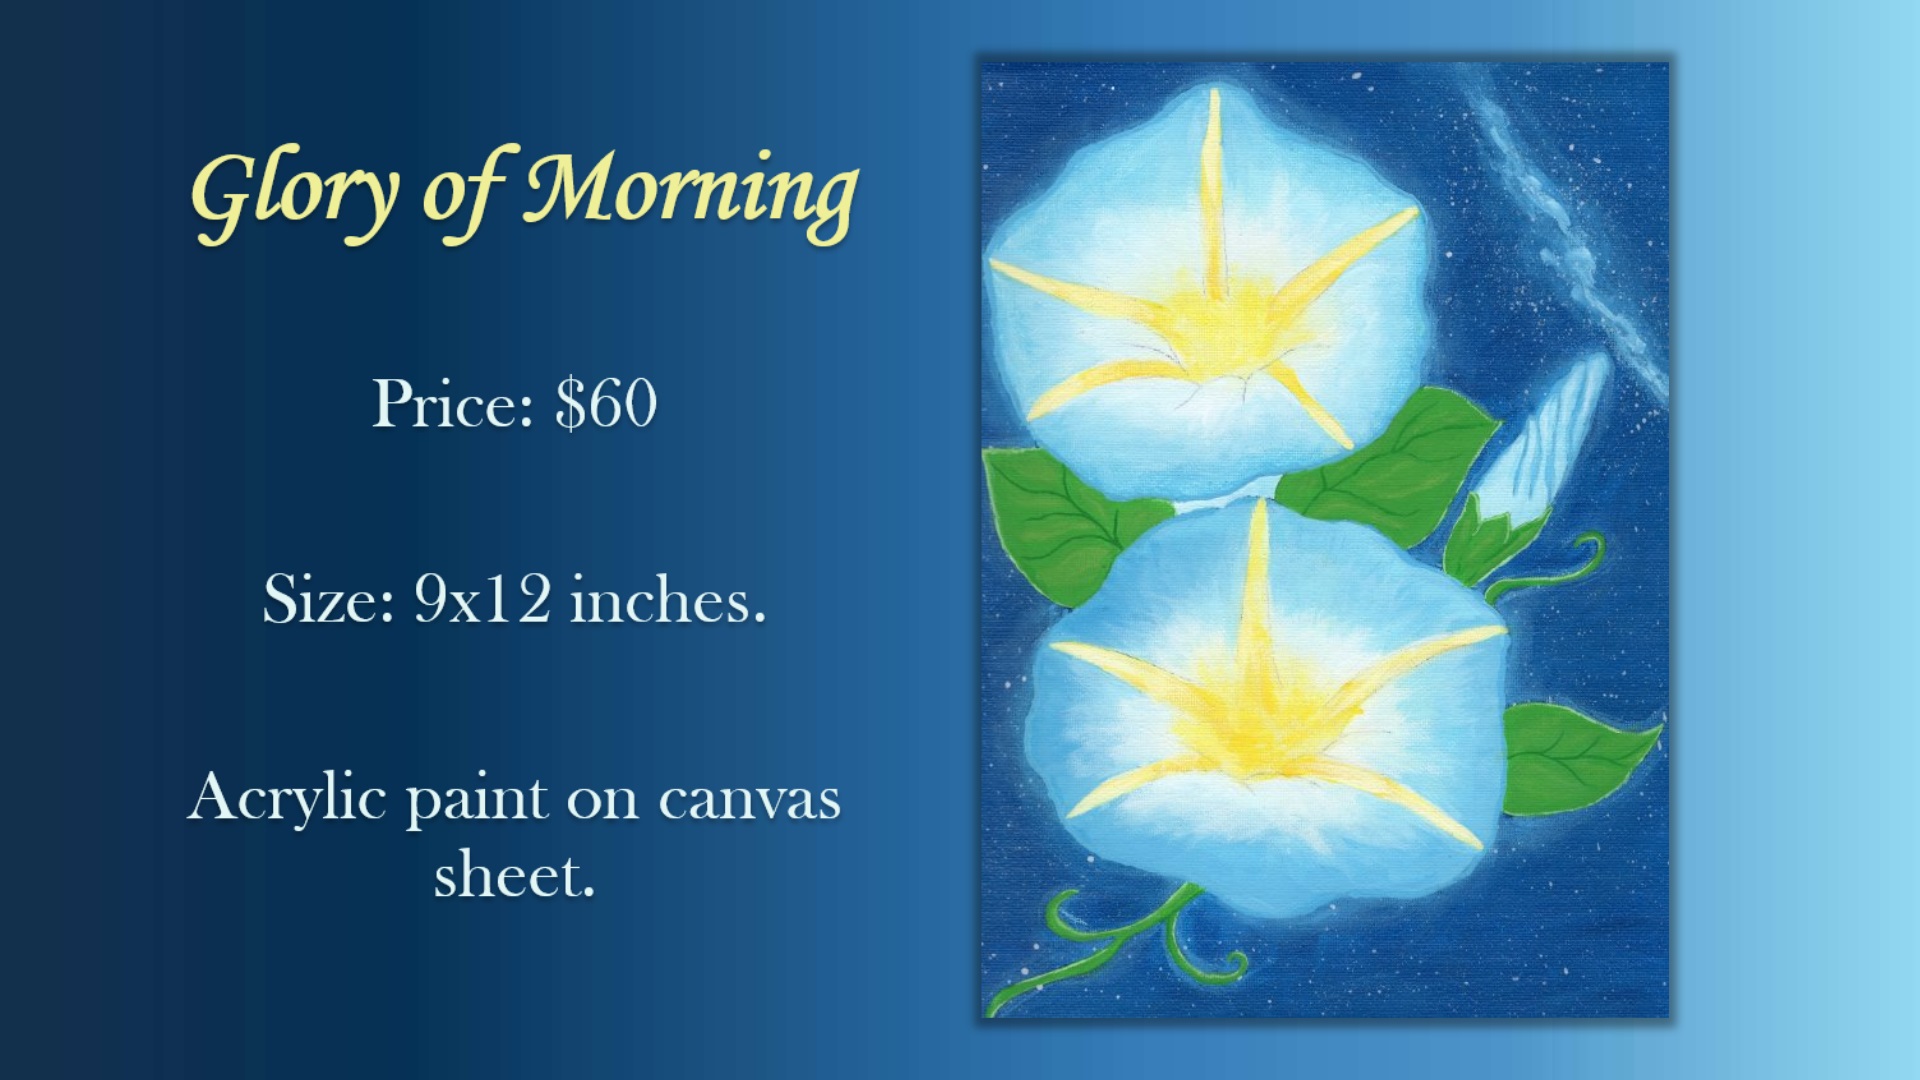 Glory of Morning
Price: $60
Size: 9x12 inches.
Acrylic paint on canvas
sheet.